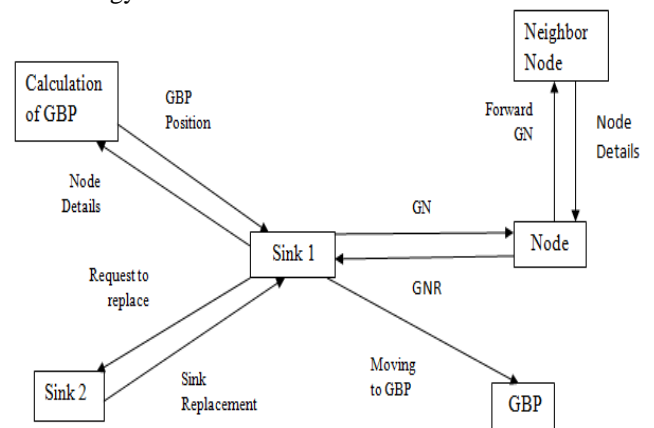 Neighbor
Node
Calculation
of GBP
GBP
Position
Forward
GN
Node
Details
Node
Details
GN
Node
Sink 1
GNR
Request to
replace
Moving
to GBP
Sink 2
Sink
Replacement
GBP